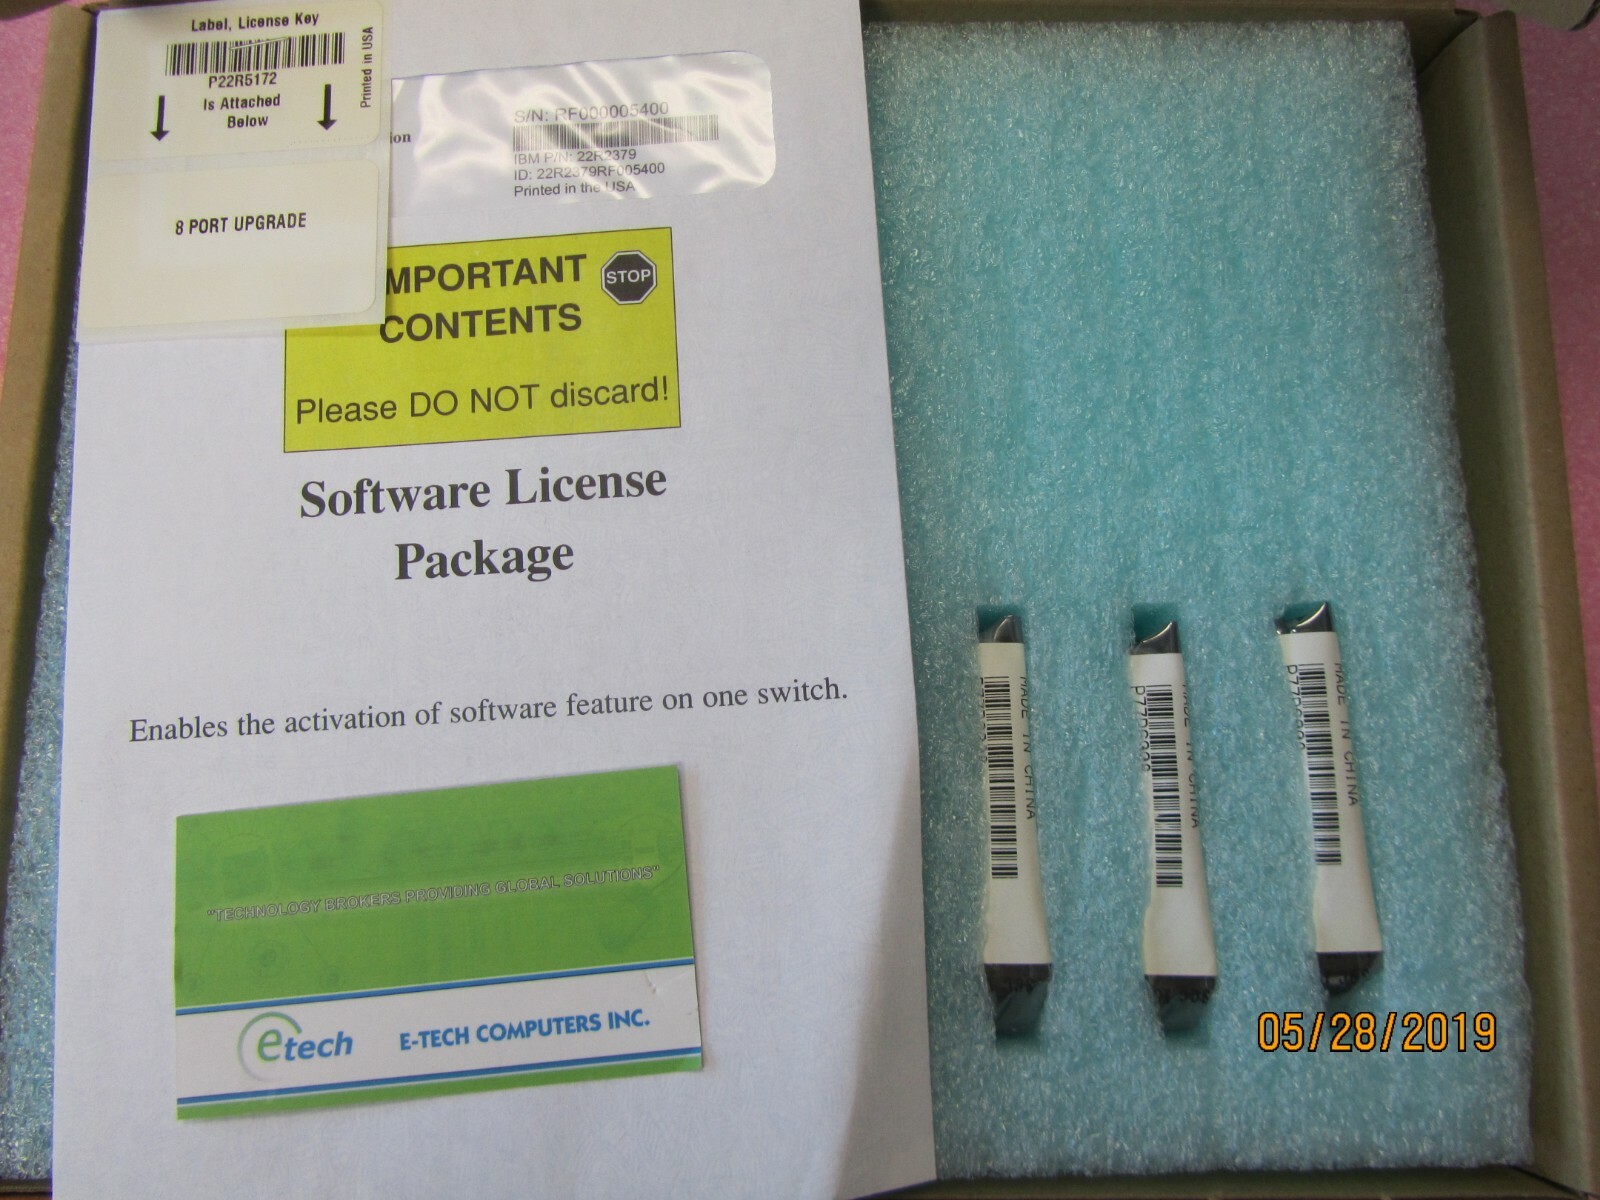 Label, License Key
P22R5172
Is Attached
Below
Printed in USA
8 PORT UPGRADE
ion
S/N: RF000005400
IBM P/N: 22R2379
ID: 22R2379RF005400
Printed in the USA
MPORTANT
CONTENTS
STOP
Please DO NOT discard!
Software License
Package
Enables the activation of software feature on one switch.
"TECHNOLOGY BROKERS PROVIDING GLOBAL SOLUTIONS"
etech
E-TECH COMPUTERS INC.
MADE IN CHINA
MADE IN CHINA
MADE IN CHINA
05/28/2019